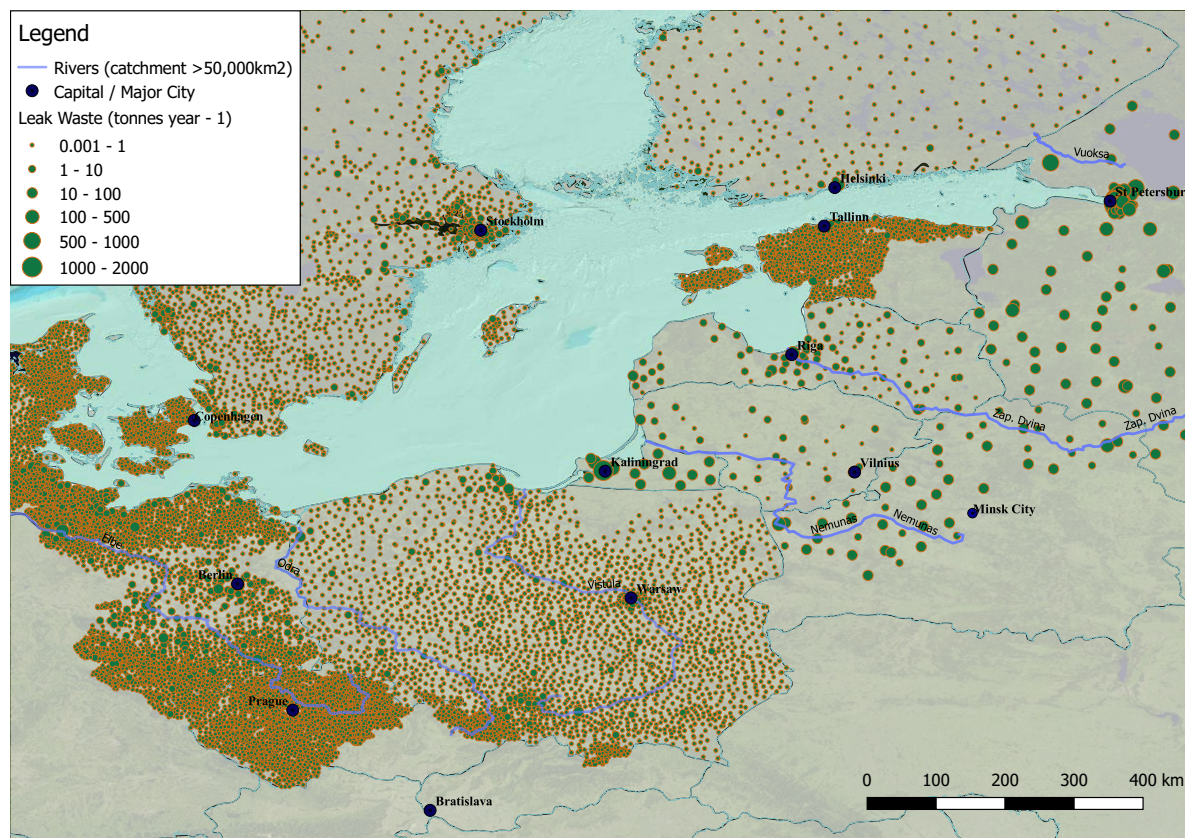 Legend
Rivers (catchment >50,000km2)
Capital / Major City
Leak Waste (tonnes year - 1)
0.001 - 1
1 - 10
10 - 100
100 - 500
500 - 1000
1000 - 2000
Vuoksa
Helsinki
St Petersbur
Tallinn
Stockholm
Riga
Copenhagen
Zap. Dvina
Zap. Dvina
Kaliningrad
Vilnius
Minsk City
Nemunas
Nemunas
Elbe
Odra
Berlin
Vistula
Warsaw
Prague
Bratislava
0 100 200 300 400 km